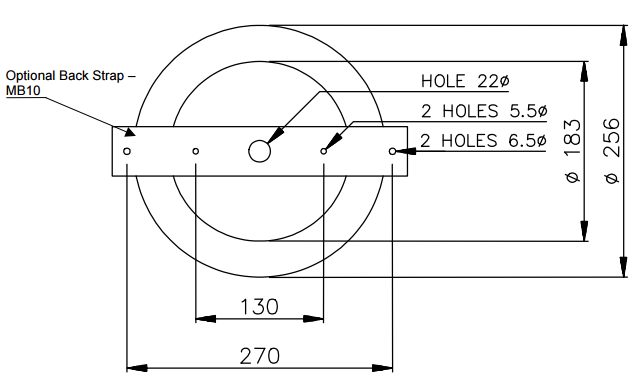 Optional Back Strap –
MB10
HOLE 22ø
2 HOLES 5.5ø
2 HOLES 6.5ø
ø 183
ø 256
130
270